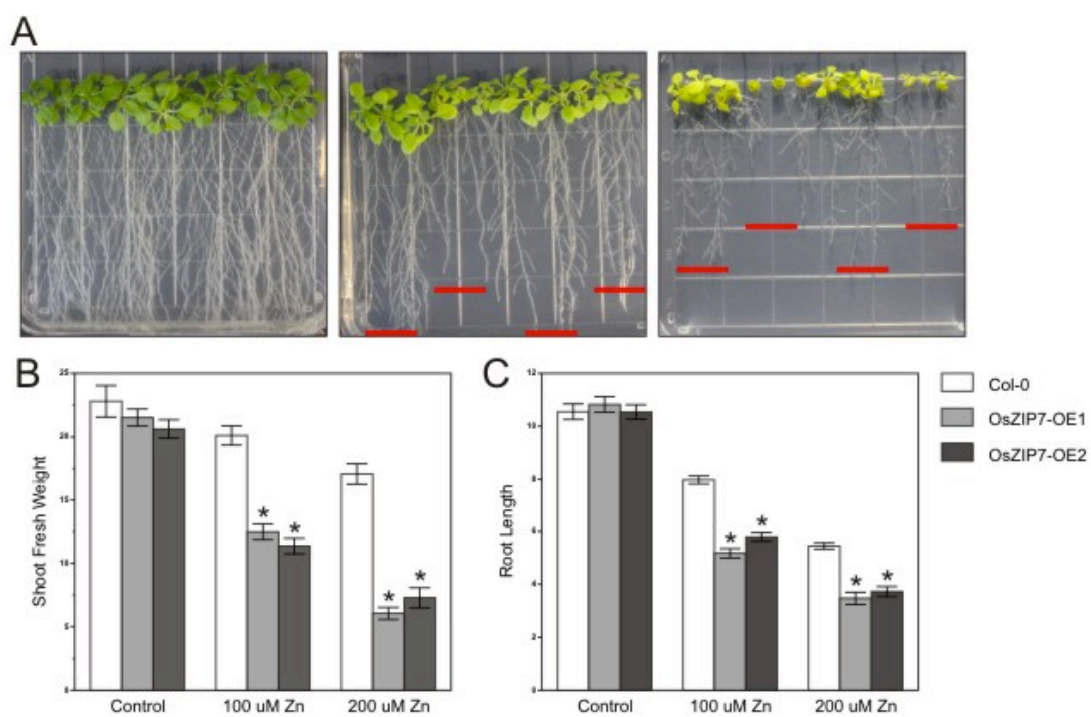 A
B
25
20
15
10
5
0
Shoot Fresh Weight
*
*
*
*
Control
100 uM Zn
200 uM Zn
C
12
10
8
6
4
2
0
Root Length
*
*
*
*
Control
100 uM Zn
200 uM Zn
Col-0
OsZIP7-OE1
OsZIP7-OE2